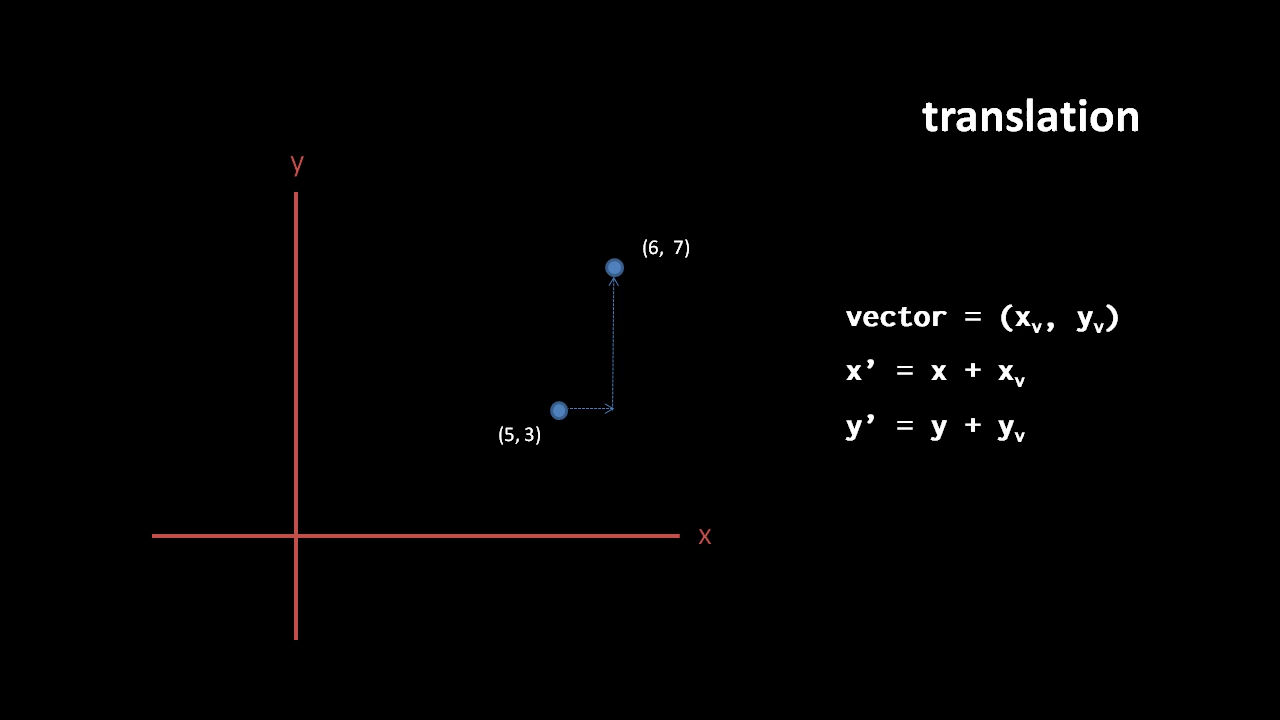 translation
y
(6, 7)
vector = (xᵥ, yᵥ)
x’ = x + xᵥ
y’ = y + yᵥ
(5, 3)
x